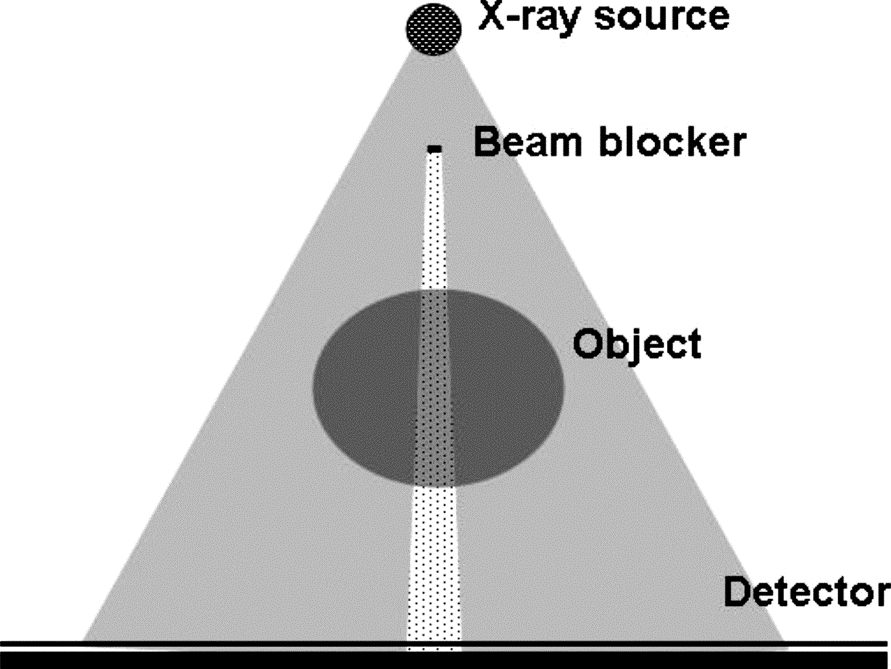 X-ray source
Beam blocker
Object
Detector